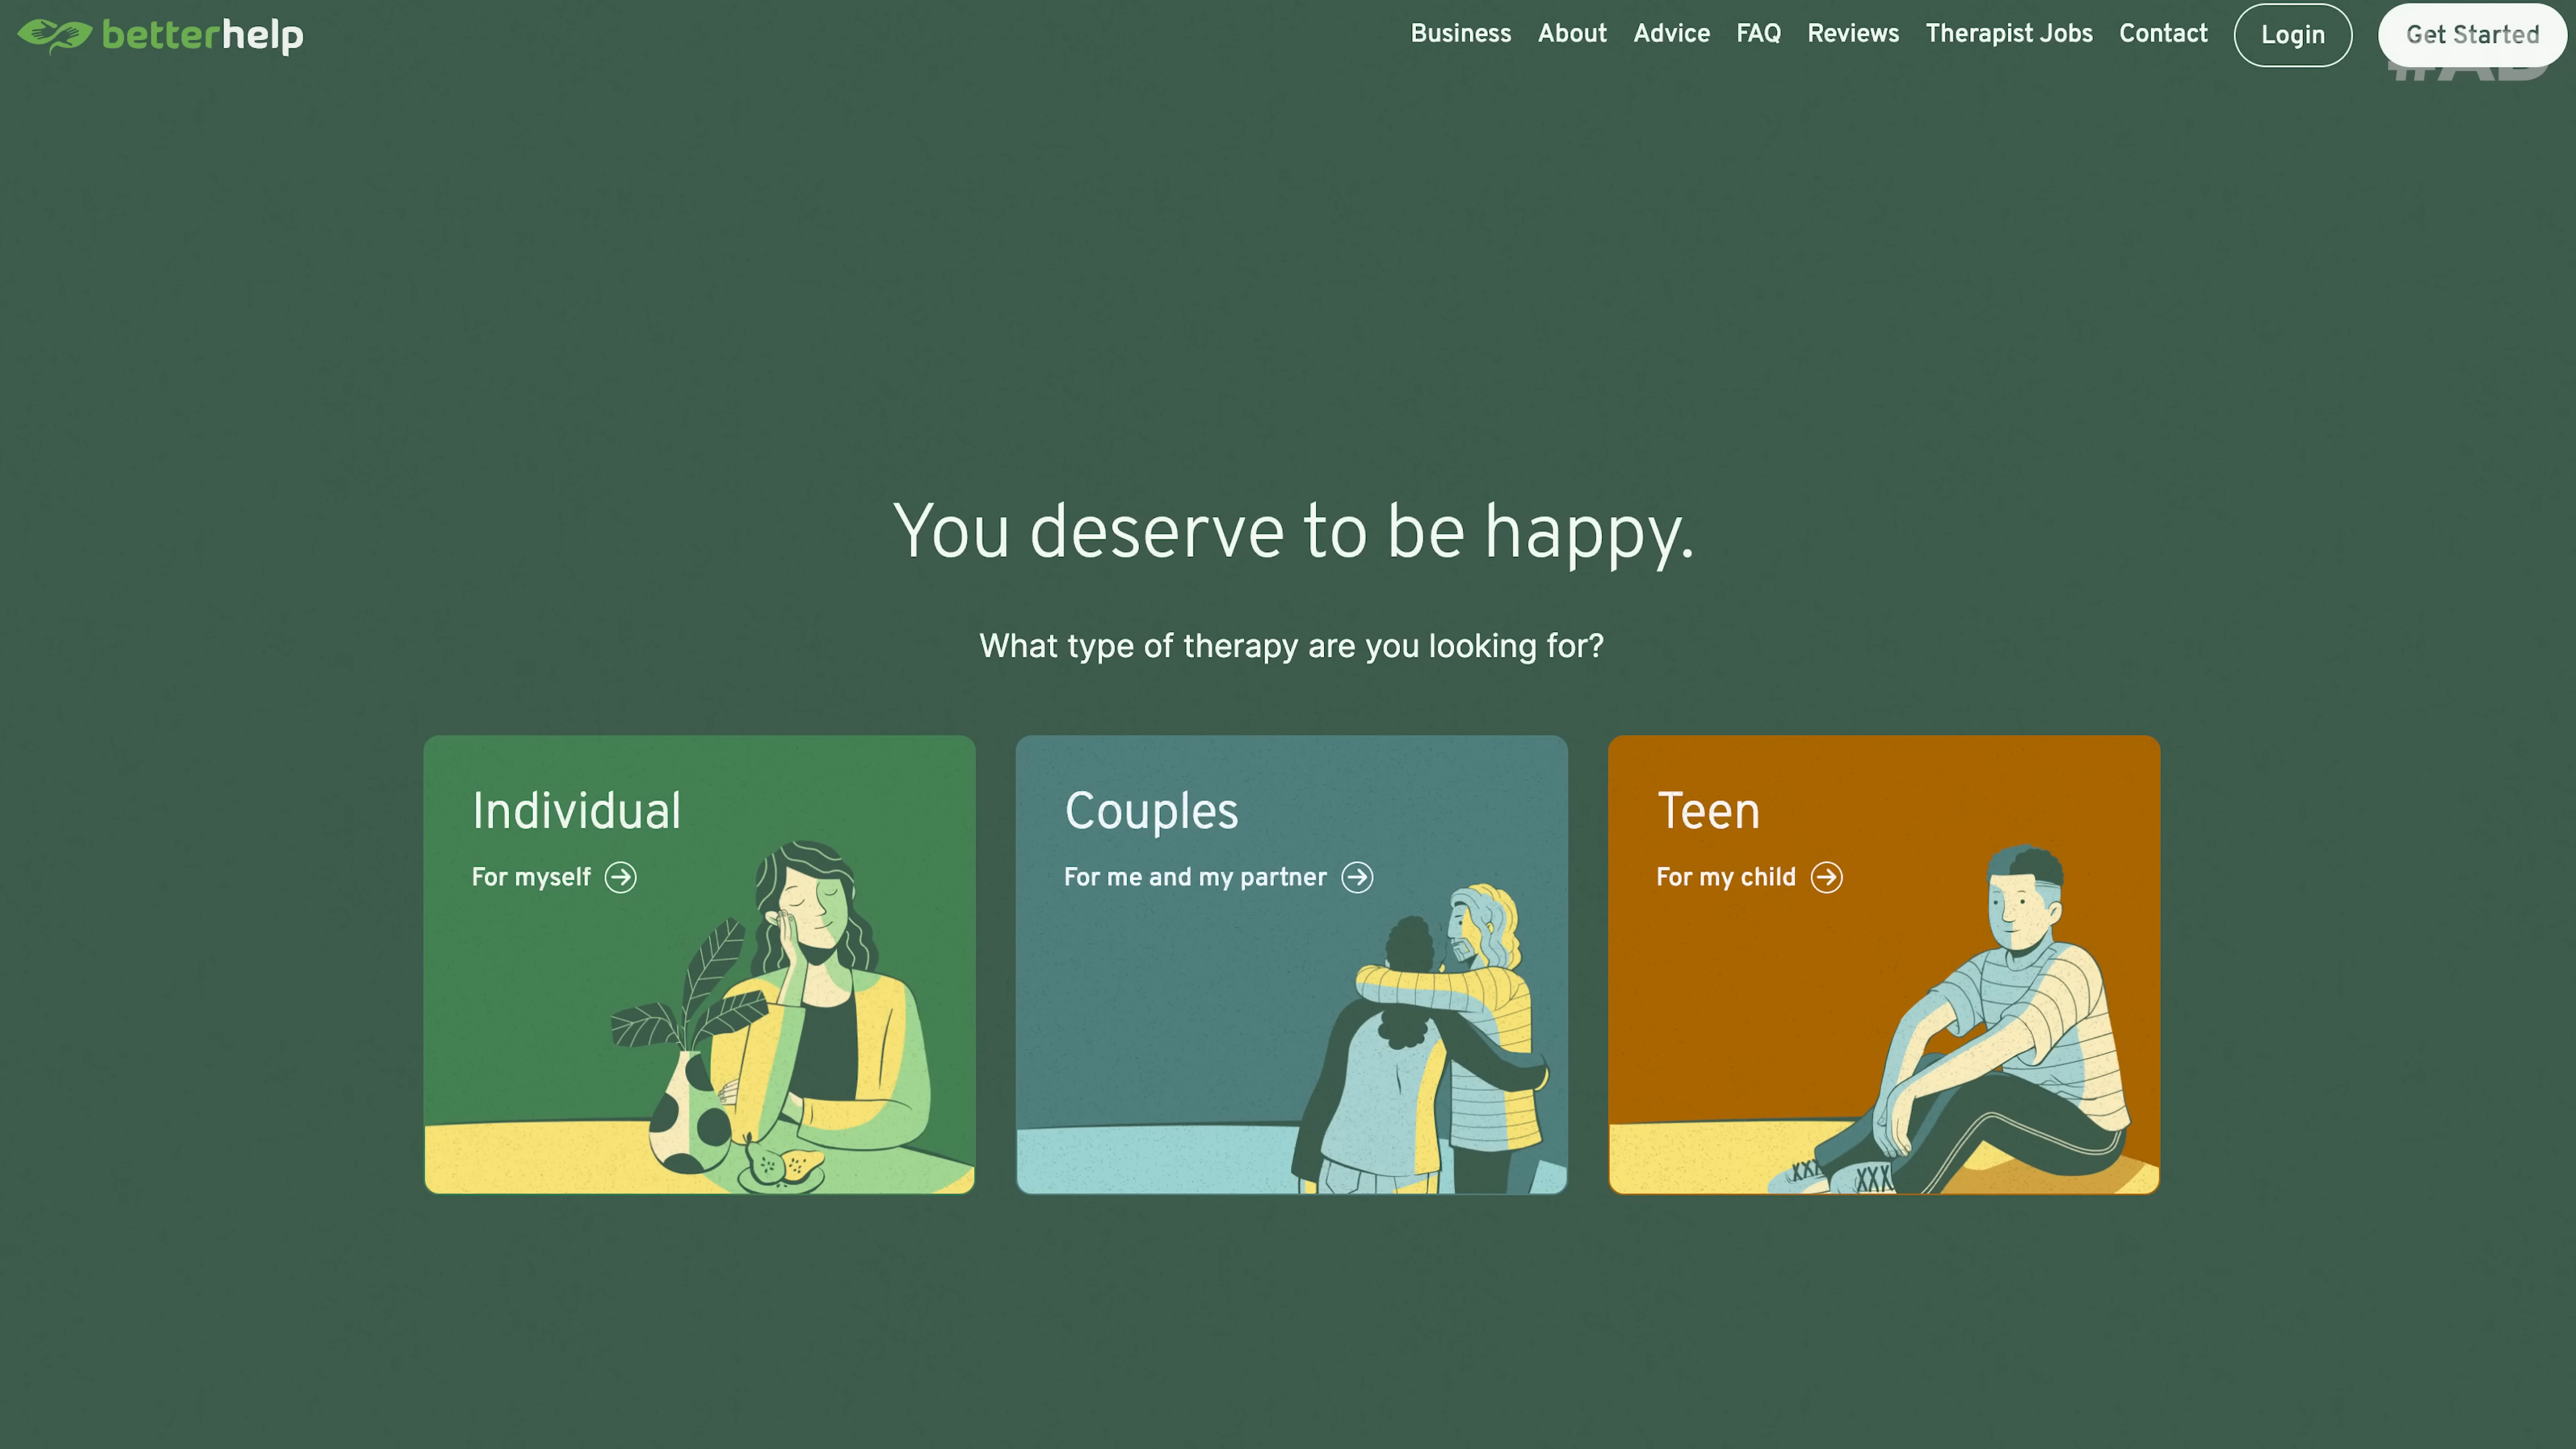 betterhelp
Business About Advice FAQ Reviews Therapist Jobs Contact Login Get Started
#AD
You deserve to be happy.
What type of therapy are you looking for?
Individual
For myself
Couples
For me and my partner
Teen
For my child